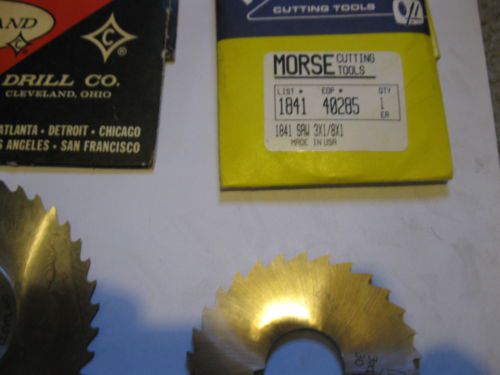 AND
C
®
DRILL CO.
CLEVELAND, OHIO
ATLANTA · DETROIT · CHICAGO
S ANGELES · SAN FRANCISCO
CUTTING TOOLS
MORSE CUTTING TOOLS
LIST # EDP # QTY
1841 40285 1
EA
1841 SAW 3X1/8X1
MADE IN USA